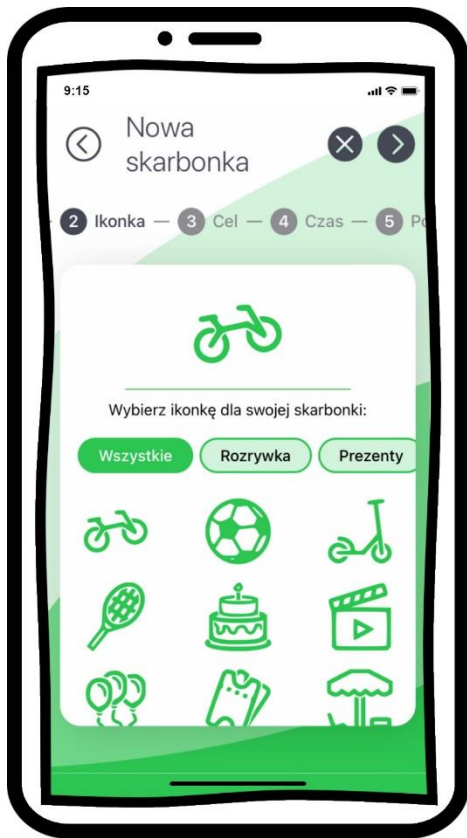 9:15
Nowa
skarbonka
2 Ikonka — 3 Cel — 4 Czas — 5
Wybierz ikonkę dla swojej skarbonki:
Wszystkie Rozrywka Prezenty